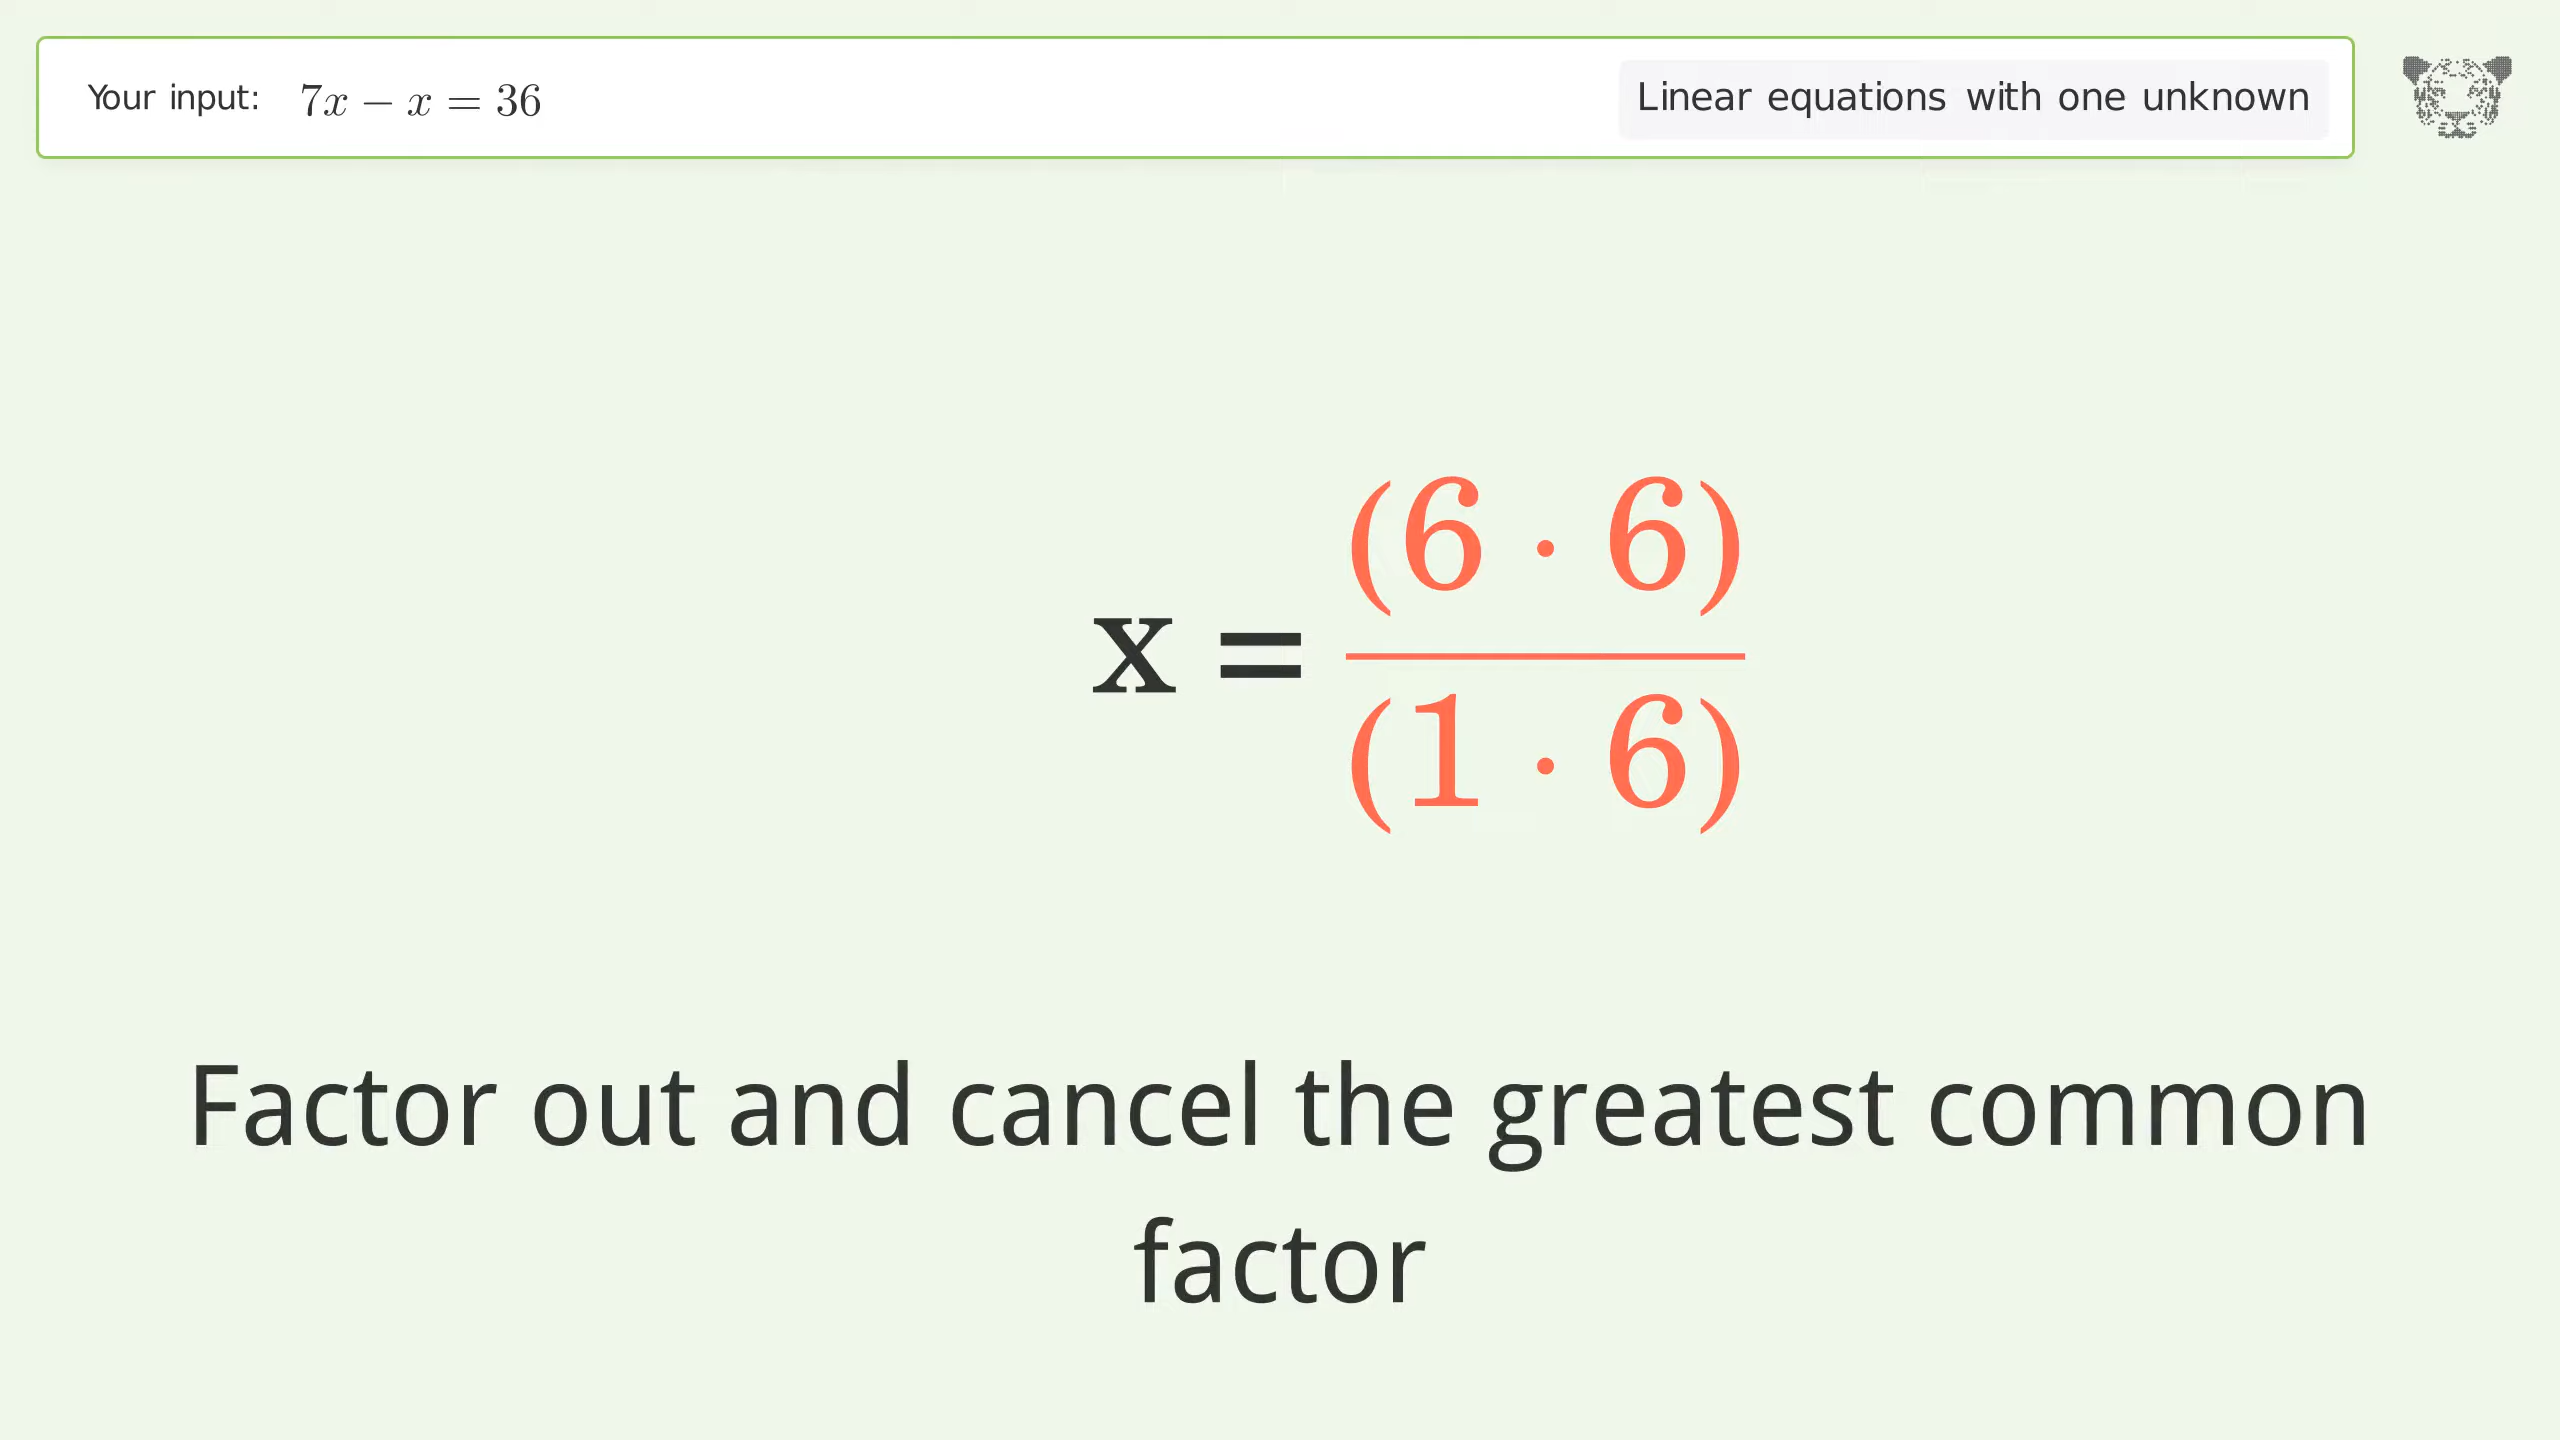 Your input: 7x − x = 36
Linear equations with one unknown
x = (6 · 6) / (1 · 6)
Factor out and cancel the greatest common
factor